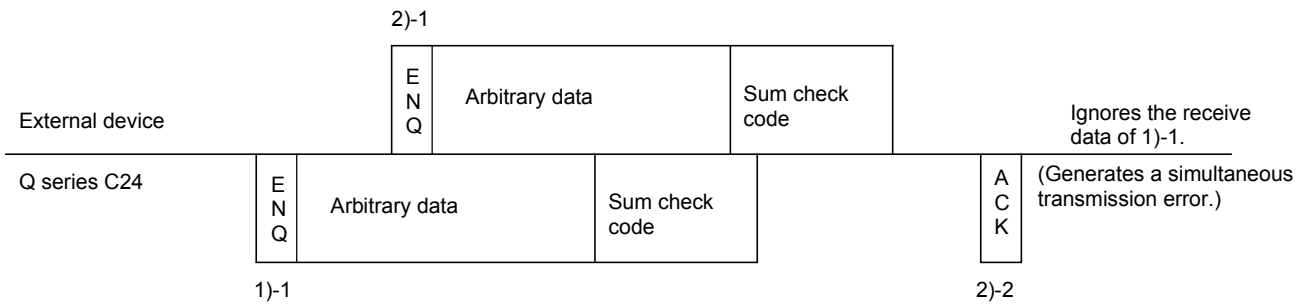 2)-1
E
N
Q
Arbitrary data
Sum check
code
External device
Ignores the receive
data of 1)-1.
Q series C24
E
N
Q
Arbitrary data
Sum check
code
A
C
K
(Generates a simultaneous
transmission error.)
1)-1
2)-2